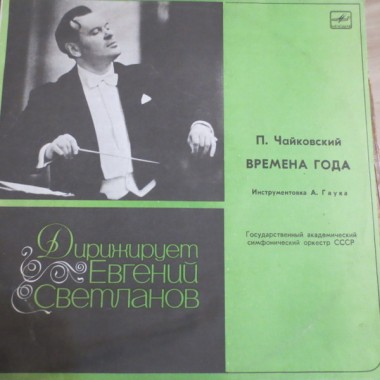 П. Чайковский
ВРЕМЕНА ГОДА
Инструментовка А. Гаука
Государственный академический
симфонический оркестр СССР
Дирижирует
Евгений
Светланов